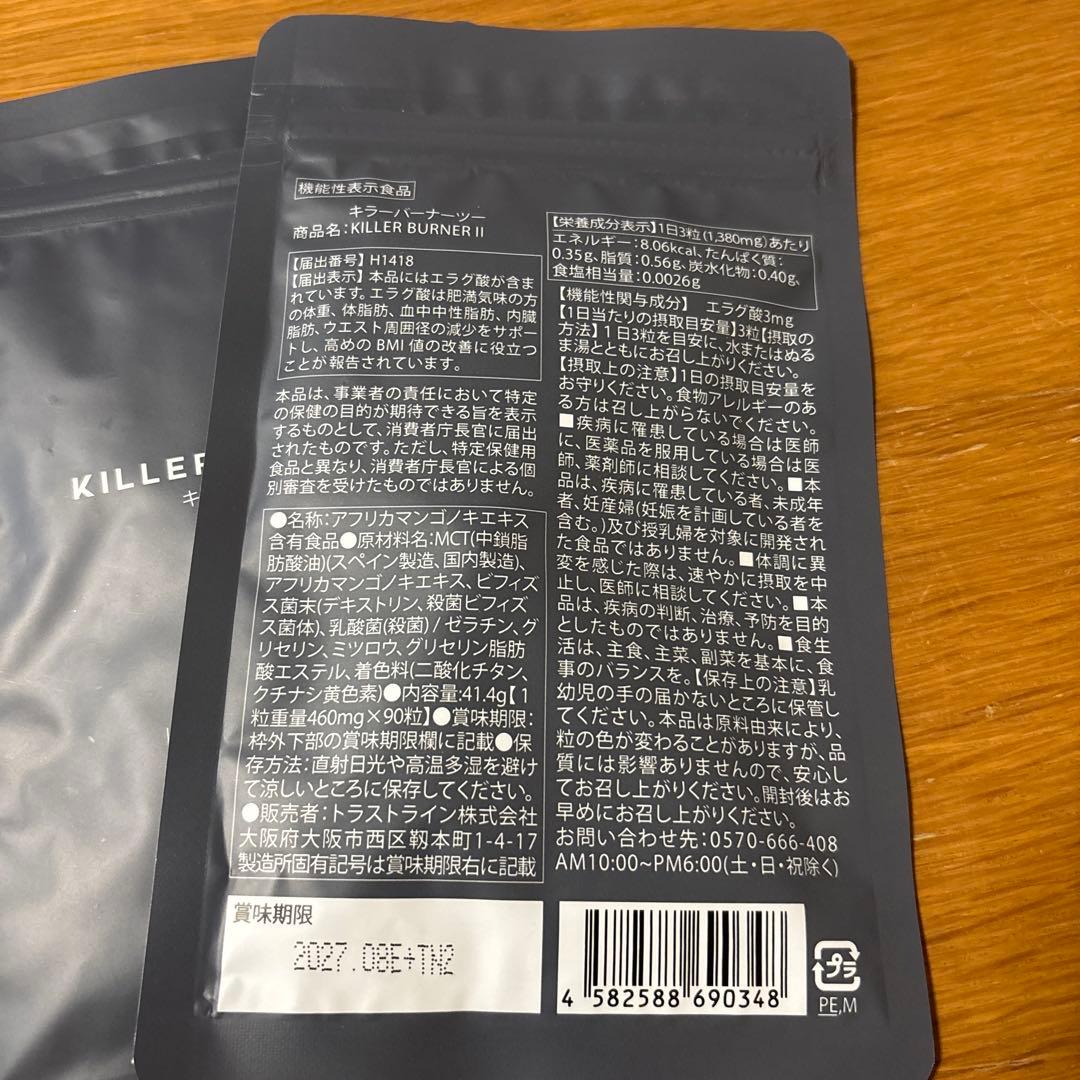 KILLER
キ
機能性表示食品
キラーバーナーツー
商品名：KILLER BURNER II
【届出番号】H1418
【届出表示】本品にはエラグ酸が含ま
れています。エラグ酸は肥満気味の方
の体重、体脂肪、血中中性脂肪、内臓
脂肪、ウエスト周囲径の減少をサポー
トし、高めの BMI 値の改善に役立つ
ことが報告されています。
本品は、事業者の責任において特定
の保健の目的が期待できる旨を表示
するものとして、消費者庁長官に届出
されたものです。ただし、特定保健用
食品と異なり、消費者庁長官による個
別審査を受けたものではありません。
●名称：アフリカマンゴノキエキス
含有食品●原材料名：MCT(中鎖脂
肪酸油)(スペイン製造、国内製造)、
アフリカマンゴノキエキス、ビフィズ
ス菌末(デキストリン、殺菌ビフィズ
ス菌体)、乳酸菌(殺菌) / ゼラチン、グ
リセリン、ミツロウ、グリセリン脂肪
酸エステル、着色料(二酸化チタン、
クチナシ黄色素)●内容量:41.4g【1
粒重量460mg×90粒】●賞味期限：
枠外下部の賞味期限欄に記載●保
存方法：直射日光や高温多湿を避け
て涼しいところに保存してください。
●販売者：トラストライン株式会社
大阪府大阪市西区靱本町1-4-17
製造所固有記号は賞味期限右に記載
賞味期限
2027.08E+TN2
【栄養成分表示】1日3粒(1,380mg)あたり
エネルギー：8.06kcal、たんぱく質：
0.35g、脂質：0.56g、炭水化物：0.40g、
食塩相当量：0.0026g
【機能性関与成分】 エラグ酸3mg
【1日当たりの摂取目安量】3粒【摂取の
方法】1日3粒を目安に、水またはぬる
ま湯とともにお召し上がりください。
【摂取上の注意】1日の摂取目安量を
お守りください。食物アレルギーのあ
る方は召し上がらないでください。
■疾病に罹患している場合は医師
に、医薬品を服用している場合は医
師、薬剤師に相談してください。■本
品は、疾病に罹患している者、未成年
者、妊産婦(妊娠を計画している者を
含む。)及び授乳婦を対象に開発され
た食品ではありません。■体調に異
変を感じた際は、速やかに摂取を中
止し、医師に相談してください。■本
品は、疾病の判断、治療、予防を目的
としたものではありません。■食生
活は、主食、主菜、副菜を基本に、食
事のバランスを。【保存上の注意】乳
幼児の手の届かないところに保管し
てください。本品は原料由来により、
粒の色が変わることがありますが、品
質には影響ありませんので、安心し
てお召し上がりください。開封後はお
早めにお召し上がりください。
お問い合わせ先：0570-666-408
AM10:00～PM6:00(土・日・祝除く)
4 582588 690348
プラ
PE,M